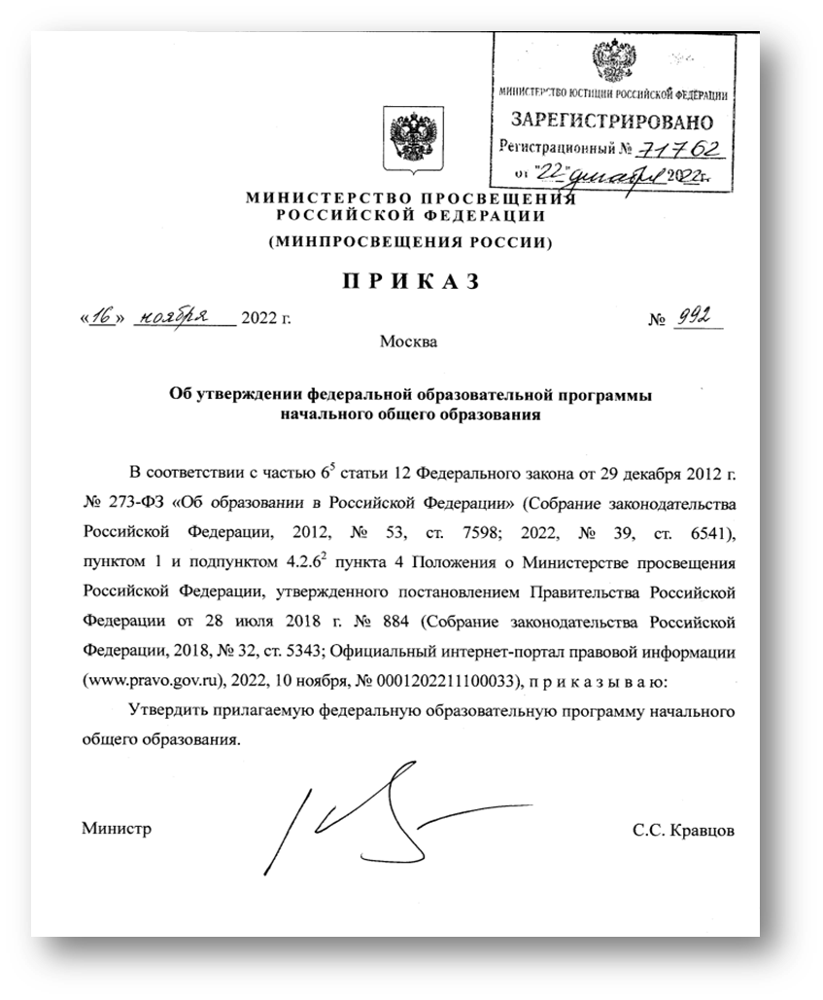 МИНИСТЕРСТВО ЮСТИЦИИ РОССИЙСКОЙ ФЕДЕРАЦИИ
ЗАРЕГИСТРИРОВАНО
Регистрационный № 71762
от "22" декабря 2022 г.
МИНИСТЕРСТВО ПРОСВЕЩЕНИЯ
РОССИЙСКОЙ ФЕДЕРАЦИИ
(МИНПРОСВЕЩЕНИЯ РОССИИ)
ПРИКАЗ
«16» ноября 2022 г. № 992
Москва
Об утверждении федеральной образовательной программы
начального общего образования
В соответствии с частью 6⁵ статьи 12 Федерального закона от 29 декабря 2012 г.
№ 273-ФЗ «Об образовании в Российской Федерации» (Собрание законодательства
Российской Федерации, 2012, № 53, ст. 7598; 2022, № 39, ст. 6541),
пунктом 1 и подпунктом 4.2.6² пункта 4 Положения о Министерстве просвещения
Российской Федерации, утвержденного постановлением Правительства Российской
Федерации от 28 июля 2018 г. № 884 (Собрание законодательства Российской
Федерации, 2018, № 32, ст. 5343; Официальный интернет-портал правовой информации
(www.pravo.gov.ru), 2022, 10 ноября, № 0001202211100033), п р и к а з ы в а ю:
Утвердить прилагаемую федеральную образовательную программу начального
общего образования.
Министр С.С. Кравцов